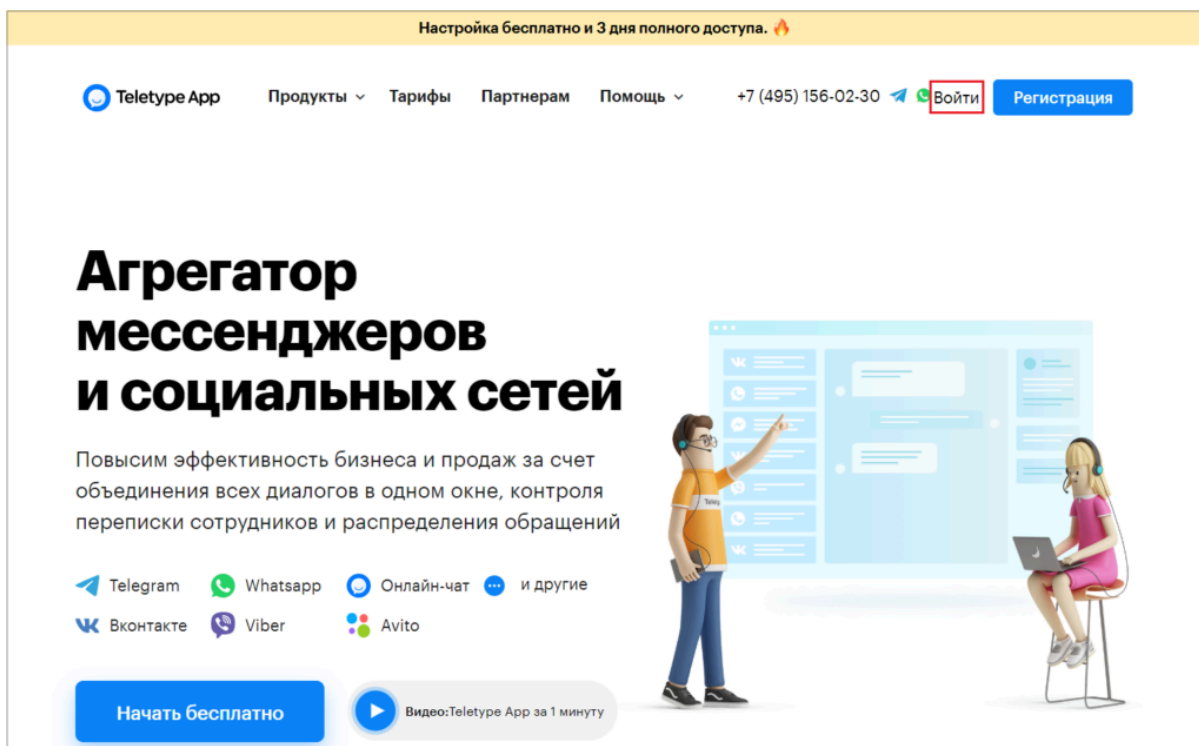 Настройка бесплатно и 3 дня полного доступа. 🔥
Teletype App Продукты Тарифы Партнерам Помощь +7 (495) 156-02-30 Войти Регистрация
Агрегатор
мессенджеров
и социальных сетей
Повысим эффективность бизнеса и продаж за счет
объединения всех диалогов в одном окне, контроля
переписки сотрудников и распределения обращений
Telegram Whatsapp Онлайн-чат и другие
Вконтакте Viber Avito
Начать бесплатно Видео:Teletype App за 1 минуту